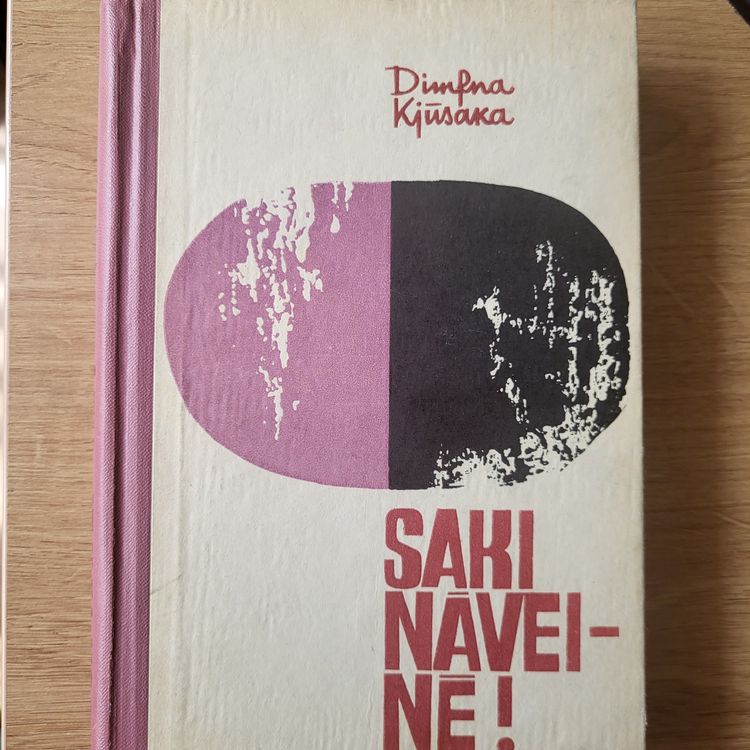 Dimfna
Kjūsaka
SAKI
NĀVEI-
NĒ!